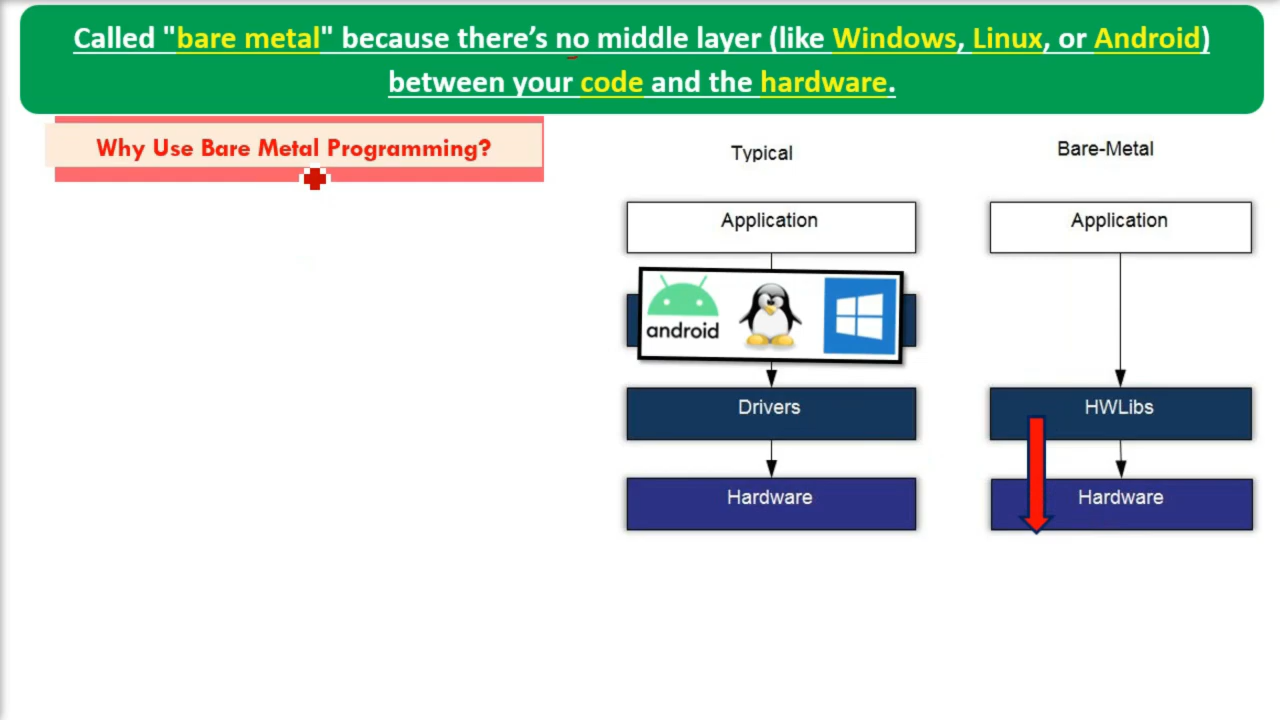 Called "bare metal" because there’s no middle layer (like Windows, Linux, or Android)
between your code and the hardware.
Why Use Bare Metal Programming?
Typical
Application
android
Drivers
Hardware
Bare-Metal
Application
HWLibs
Hardware